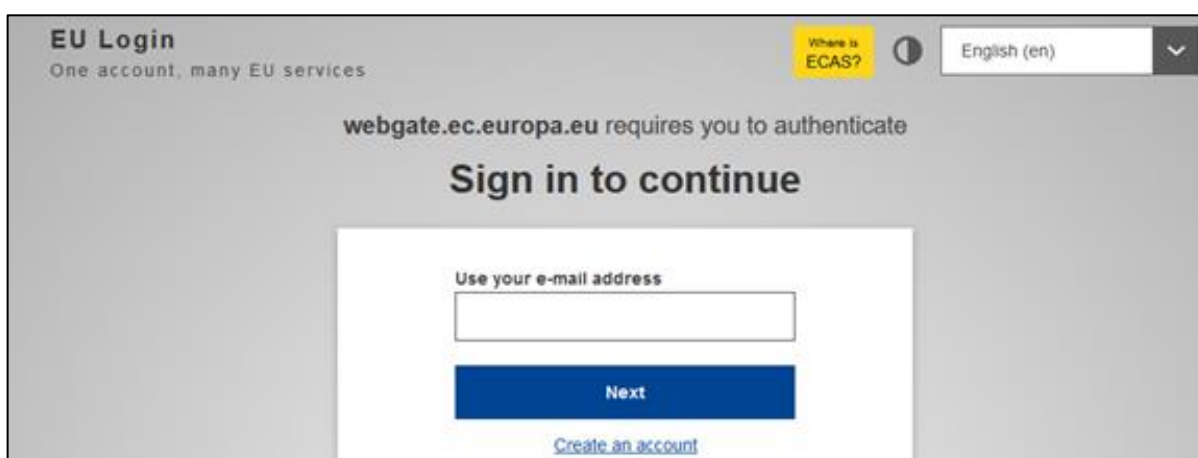 EU Login
One account, many EU services
Where is
ECAS?
English (en)
webgate.ec.europa.eu requires you to authenticate
Sign in to continue
Use your e-mail address
Next
Create an account